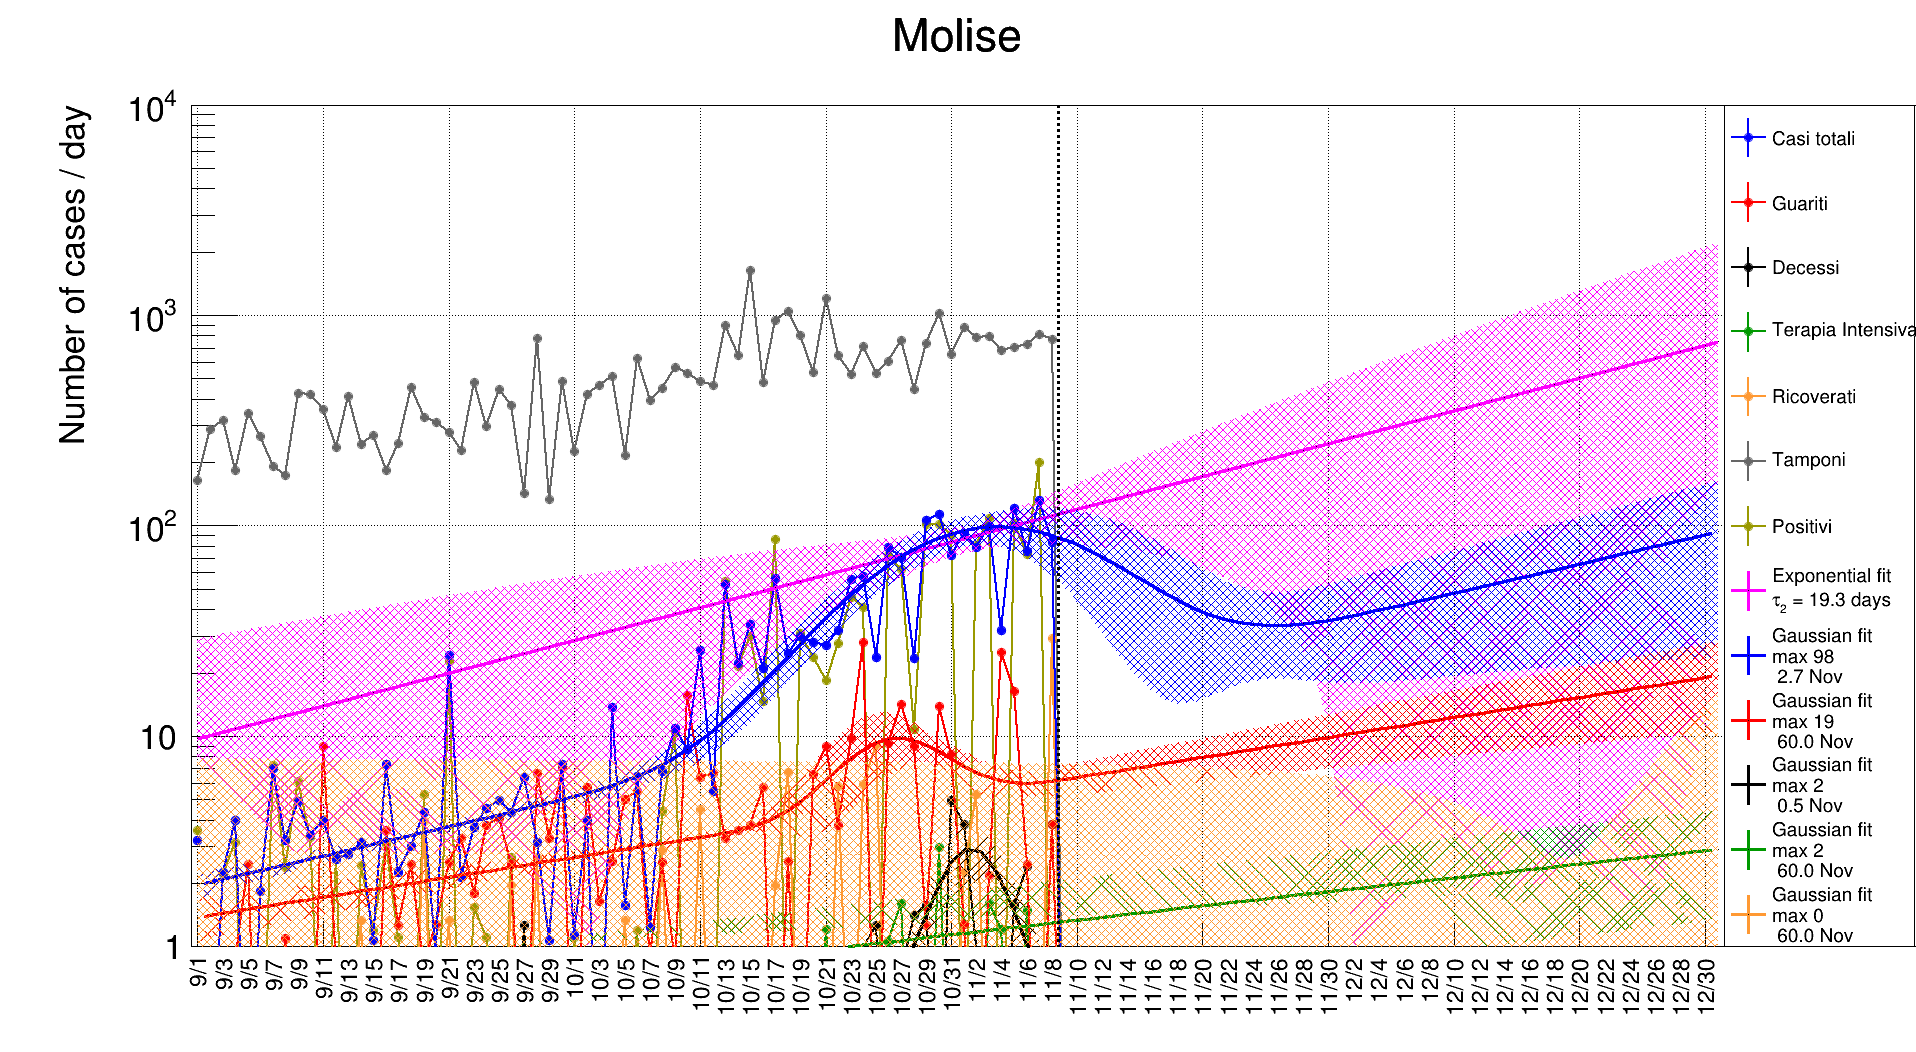 Molise
Number of cases / day
10⁴
10³
10²
10
1
9/1 9/3 9/5 9/7 9/9 9/11 9/13 9/15 9/17 9/19 9/21 9/23 9/25 9/27 9/29 10/1 10/3 10/5 10/7 10/9 10/11 10/13 10/15 10/17 10/19 10/21 10/23 10/25 10/27 10/29 10/31 11/2 11/4 11/6 11/8 11/10 11/12 11/14 11/16 11/18 11/20 11/22 11/24 11/26 11/28 11/30 12/2 12/4 12/6 12/8 12/10 12/12 12/14 12/16 12/18 12/20 12/22 12/24 12/26 12/28 12/30
Casi totali
Guariti
Decessi
Terapia Intensiva
Ricoverati
Tamponi
Positivi
Exponential fit
τ₂ = 19.3 days
Gaussian fit
max 98
2.7 Nov
Gaussian fit
max 19
60.0 Nov
Gaussian fit
max 2
0.5 Nov
Gaussian fit
max 2
60.0 Nov
Gaussian fit
max 0
60.0 Nov